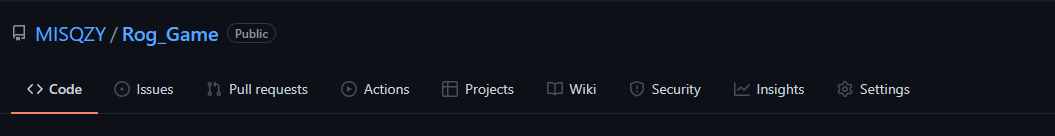 MISQZY / Rog_Game Public
Code Issues Pull requests Actions Projects Wiki Security Insights Settings